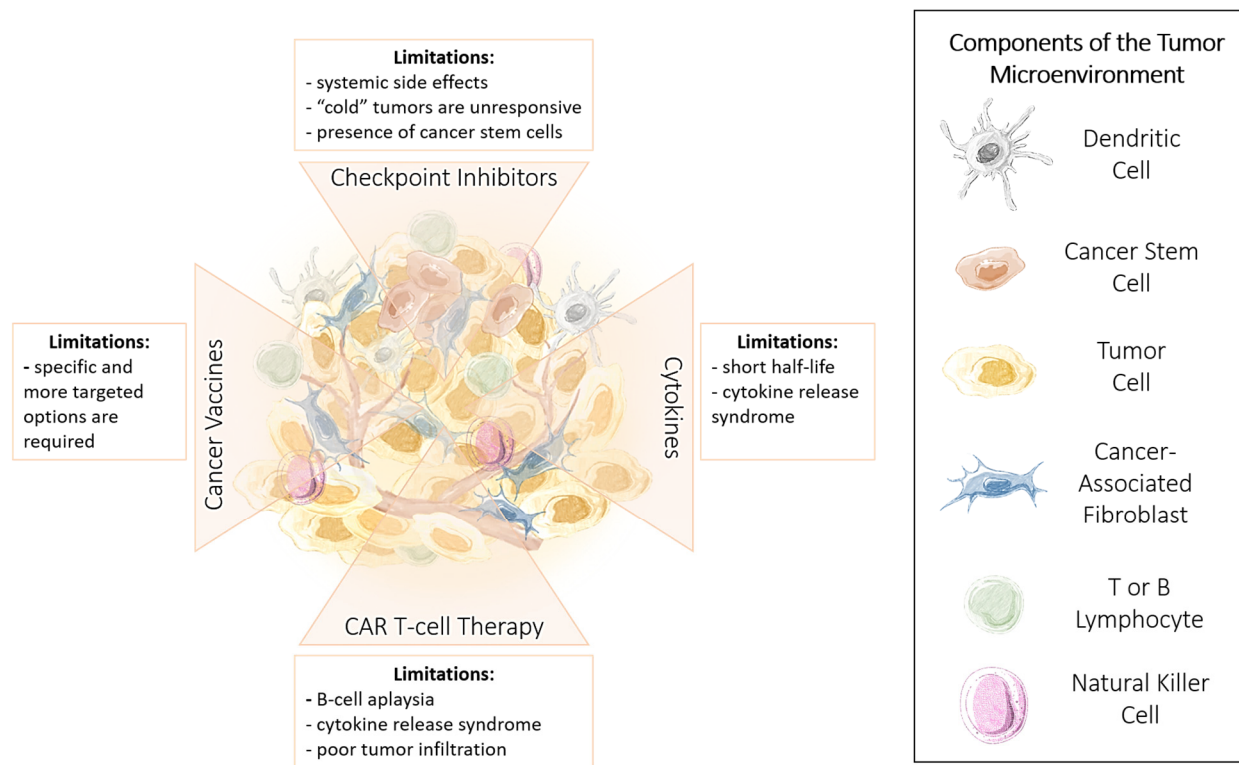 Limitations:
- systemic side effects
- “cold” tumors are unresponsive
- presence of cancer stem cells
Checkpoint Inhibitors
Limitations:
- specific and
more targeted
options are
required
Cancer Vaccines
Cytokines
Limitations:
- short half-life
- cytokine release
syndrome
CAR T-cell Therapy
Limitations:
- B-cell aplaysia
- cytokine release syndrome
- poor tumor infiltration
Components of the Tumor
Microenvironment
Dendritic
Cell
Cancer Stem
Cell
Tumor
Cell
Cancer-
Associated
Fibroblast
T or B
Lymphocyte
Natural Killer
Cell